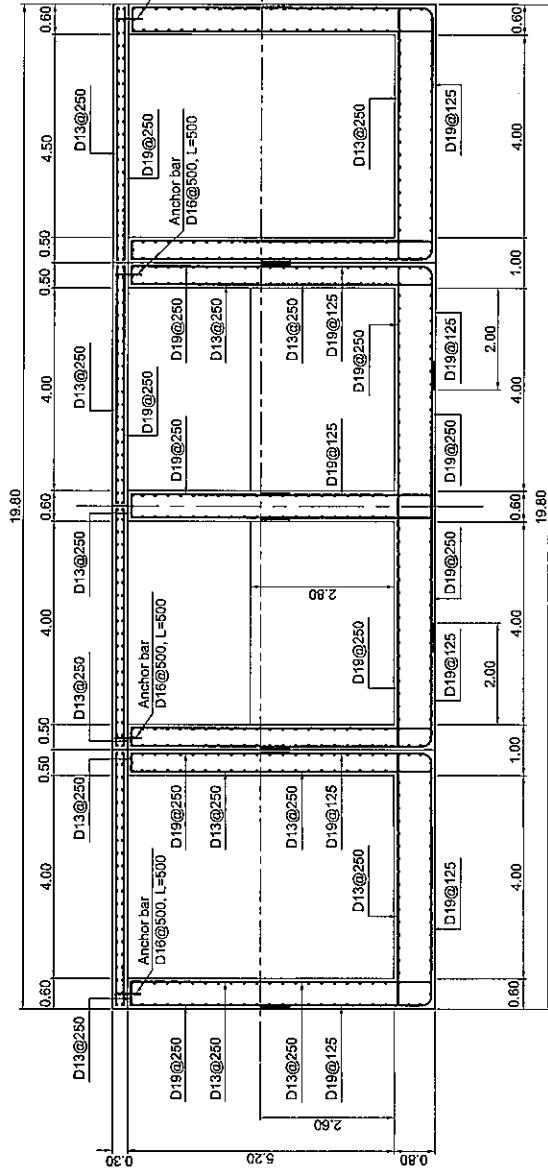 19.80
0.60 4.00 0.50 0.50 4.00 0.60 4.00 0.50 0.50 4.50 0.60
D13@250 D13@250 D13@250 D13@250 D13@250 D13@250
0.30
D19@250 D19@250
Anchor bar
D16@500, L=500
Anchor bar
D16@500, L=500
Anchor bar
D16@500, L=500
D19@250 D19@250 D19@250 D19@250
D13@250 D13@250 D13@250
5.20
2.60
2.80
D13@250 D13@250 D13@250
D19@125 D19@125 D19@125 D19@125
D13@250 D19@250 D19@250 D13@250
0.80
D19@125 D19@125 D19@250 D19@250 D19@125 D19@125
2.00 2.00
0.60 4.00 1.00 4.00 0.60 4.00 1.00 4.00 0.60
19.80